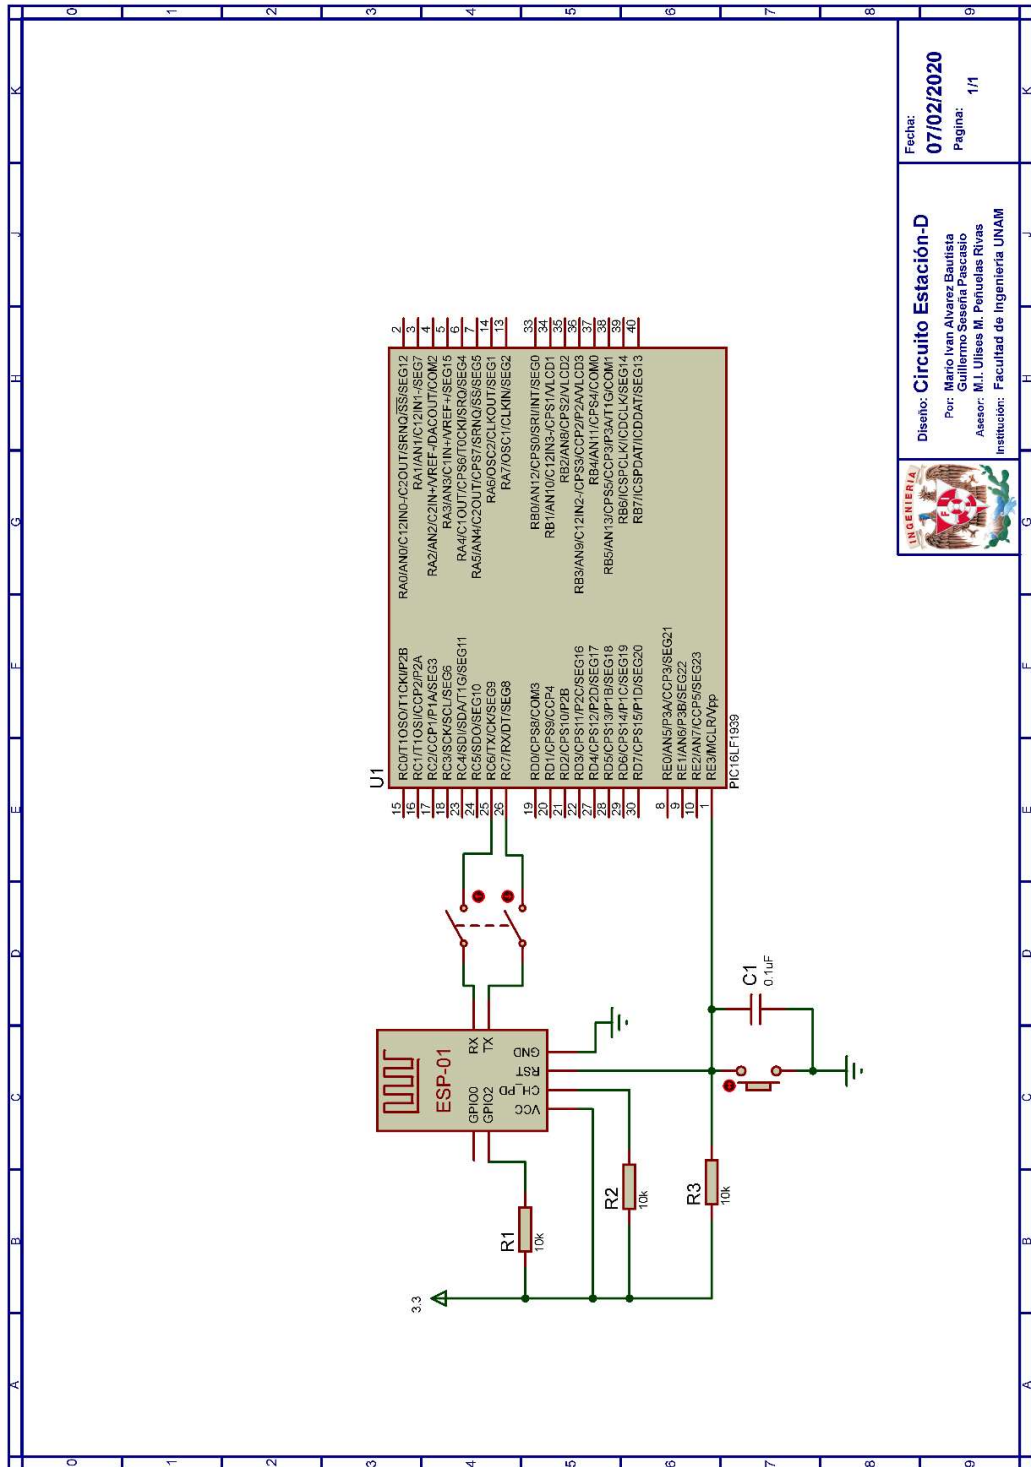 0 1 2 3 4 5 6 7 8 9
A B C D E F G H J K
3.3
R1
10k
R2
10k
R3
10k
C1
0.1uF
ESP-01
GPIO0
GPIO2
RX
TX
VCC
CH_PD
RST
GND
U1
15 RC0/T1OSO/T1CKI/P2B
16 RC1/T1OSI/CCP2/P2A
17 RC2/CCP1/P1A/SEG3
18 RC3/SCK/SCL/SEG6
23 RC4/SDI/SDA/T1G/SEG11
24 RC5/SDO/SEG10
25 RC6/TX/CK/SEG9
26 RC7/RX/DT/SEG8
19 RD0/CPS8/COM3
20 RD1/CPS9/CCP4
21 RD2/CPS10/P2B
22 RD3/CPS11/P2C/SEG16
27 RD4/CPS12/P2D/SEG17
28 RD5/CPS13/P1B/SEG18
29 RD6/CPS14/P1C/SEG19
30 RD7/CPS15/P1D/SEG20
8 RE0/AN5/P3A/CCP3/SEG21
9 RE1/AN6/P3B/SEG22
10 RE2/AN7/CCP5/SEG23
1 RE3/MCLR/Vpp
RA0/AN0/C12IN0-/C2OUT/SRNQ/SS/SEG12 2
RA1/AN1/C12IN1-/SEG7 3
RA2/AN2/C2IN+/VREF-/DACOUT/COM2 4
RA3/AN3/C1IN+/VREF+/SEG15 5
RA4/C1OUT/CPS6/T0CKI/SRQ/SEG4 6
RA5/AN4/C2OUT/CPS7/SRNQ/SS/SEG5 7
RA6/OSC2/CLKOUT/SEG1 14
RA7/OSC1/CLKIN/SEG2 13
RB0/AN12/CPS0/SRI/INT/SEG0 33
RB1/AN10/C12IN3-/CPS1/VLCD1 34
RB2/AN8/CPS2/VLCD2 35
RB3/AN9/C12IN2-/CPS3/CCP2/P2A/VLCD3 36
RB4/AN11/CPS4/COM0 37
RB5/AN13/CPS5/CCP3/P3A/T1G/COM1 38
RB6/ICSPCLK/ICDCLK/SEG14 39
RB7/ICSPDAT/ICDDAT/SEG13 40
PIC16LF1939
INGENIERIA
Diseño: Circuito Estación-D
Por: Mario Ivan Alvarez Bautista
Guillermo Seseña Pascasio
Asesor: M.I. Ulises M. Peñuelas Rivas
Institución: Facultad de Ingeniería UNAM
Fecha:
07/02/2020
Pagina: 1/1
0 1 2 3 4 5 6 7 8 9
A B C D E F G H J K